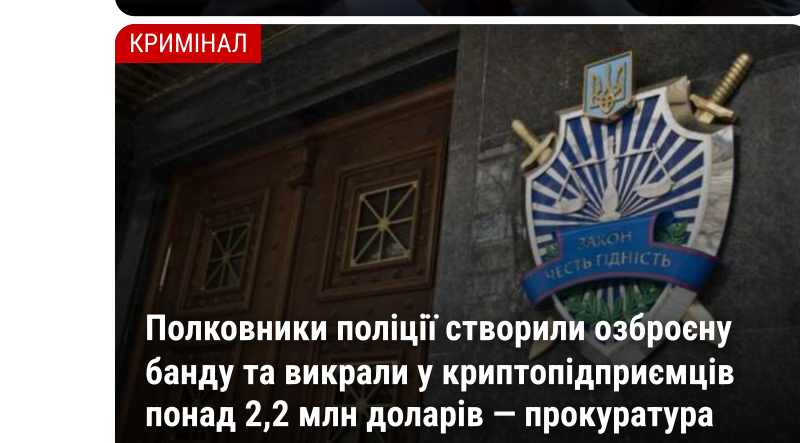 КРИМІНАЛ
ЗАКОН
ЧЕСТЬ ГІДНІСТЬ
Полковники поліції створили озброєну
банду та викрали у криптопідприємців
понад 2,2 млн доларів — прокуратура